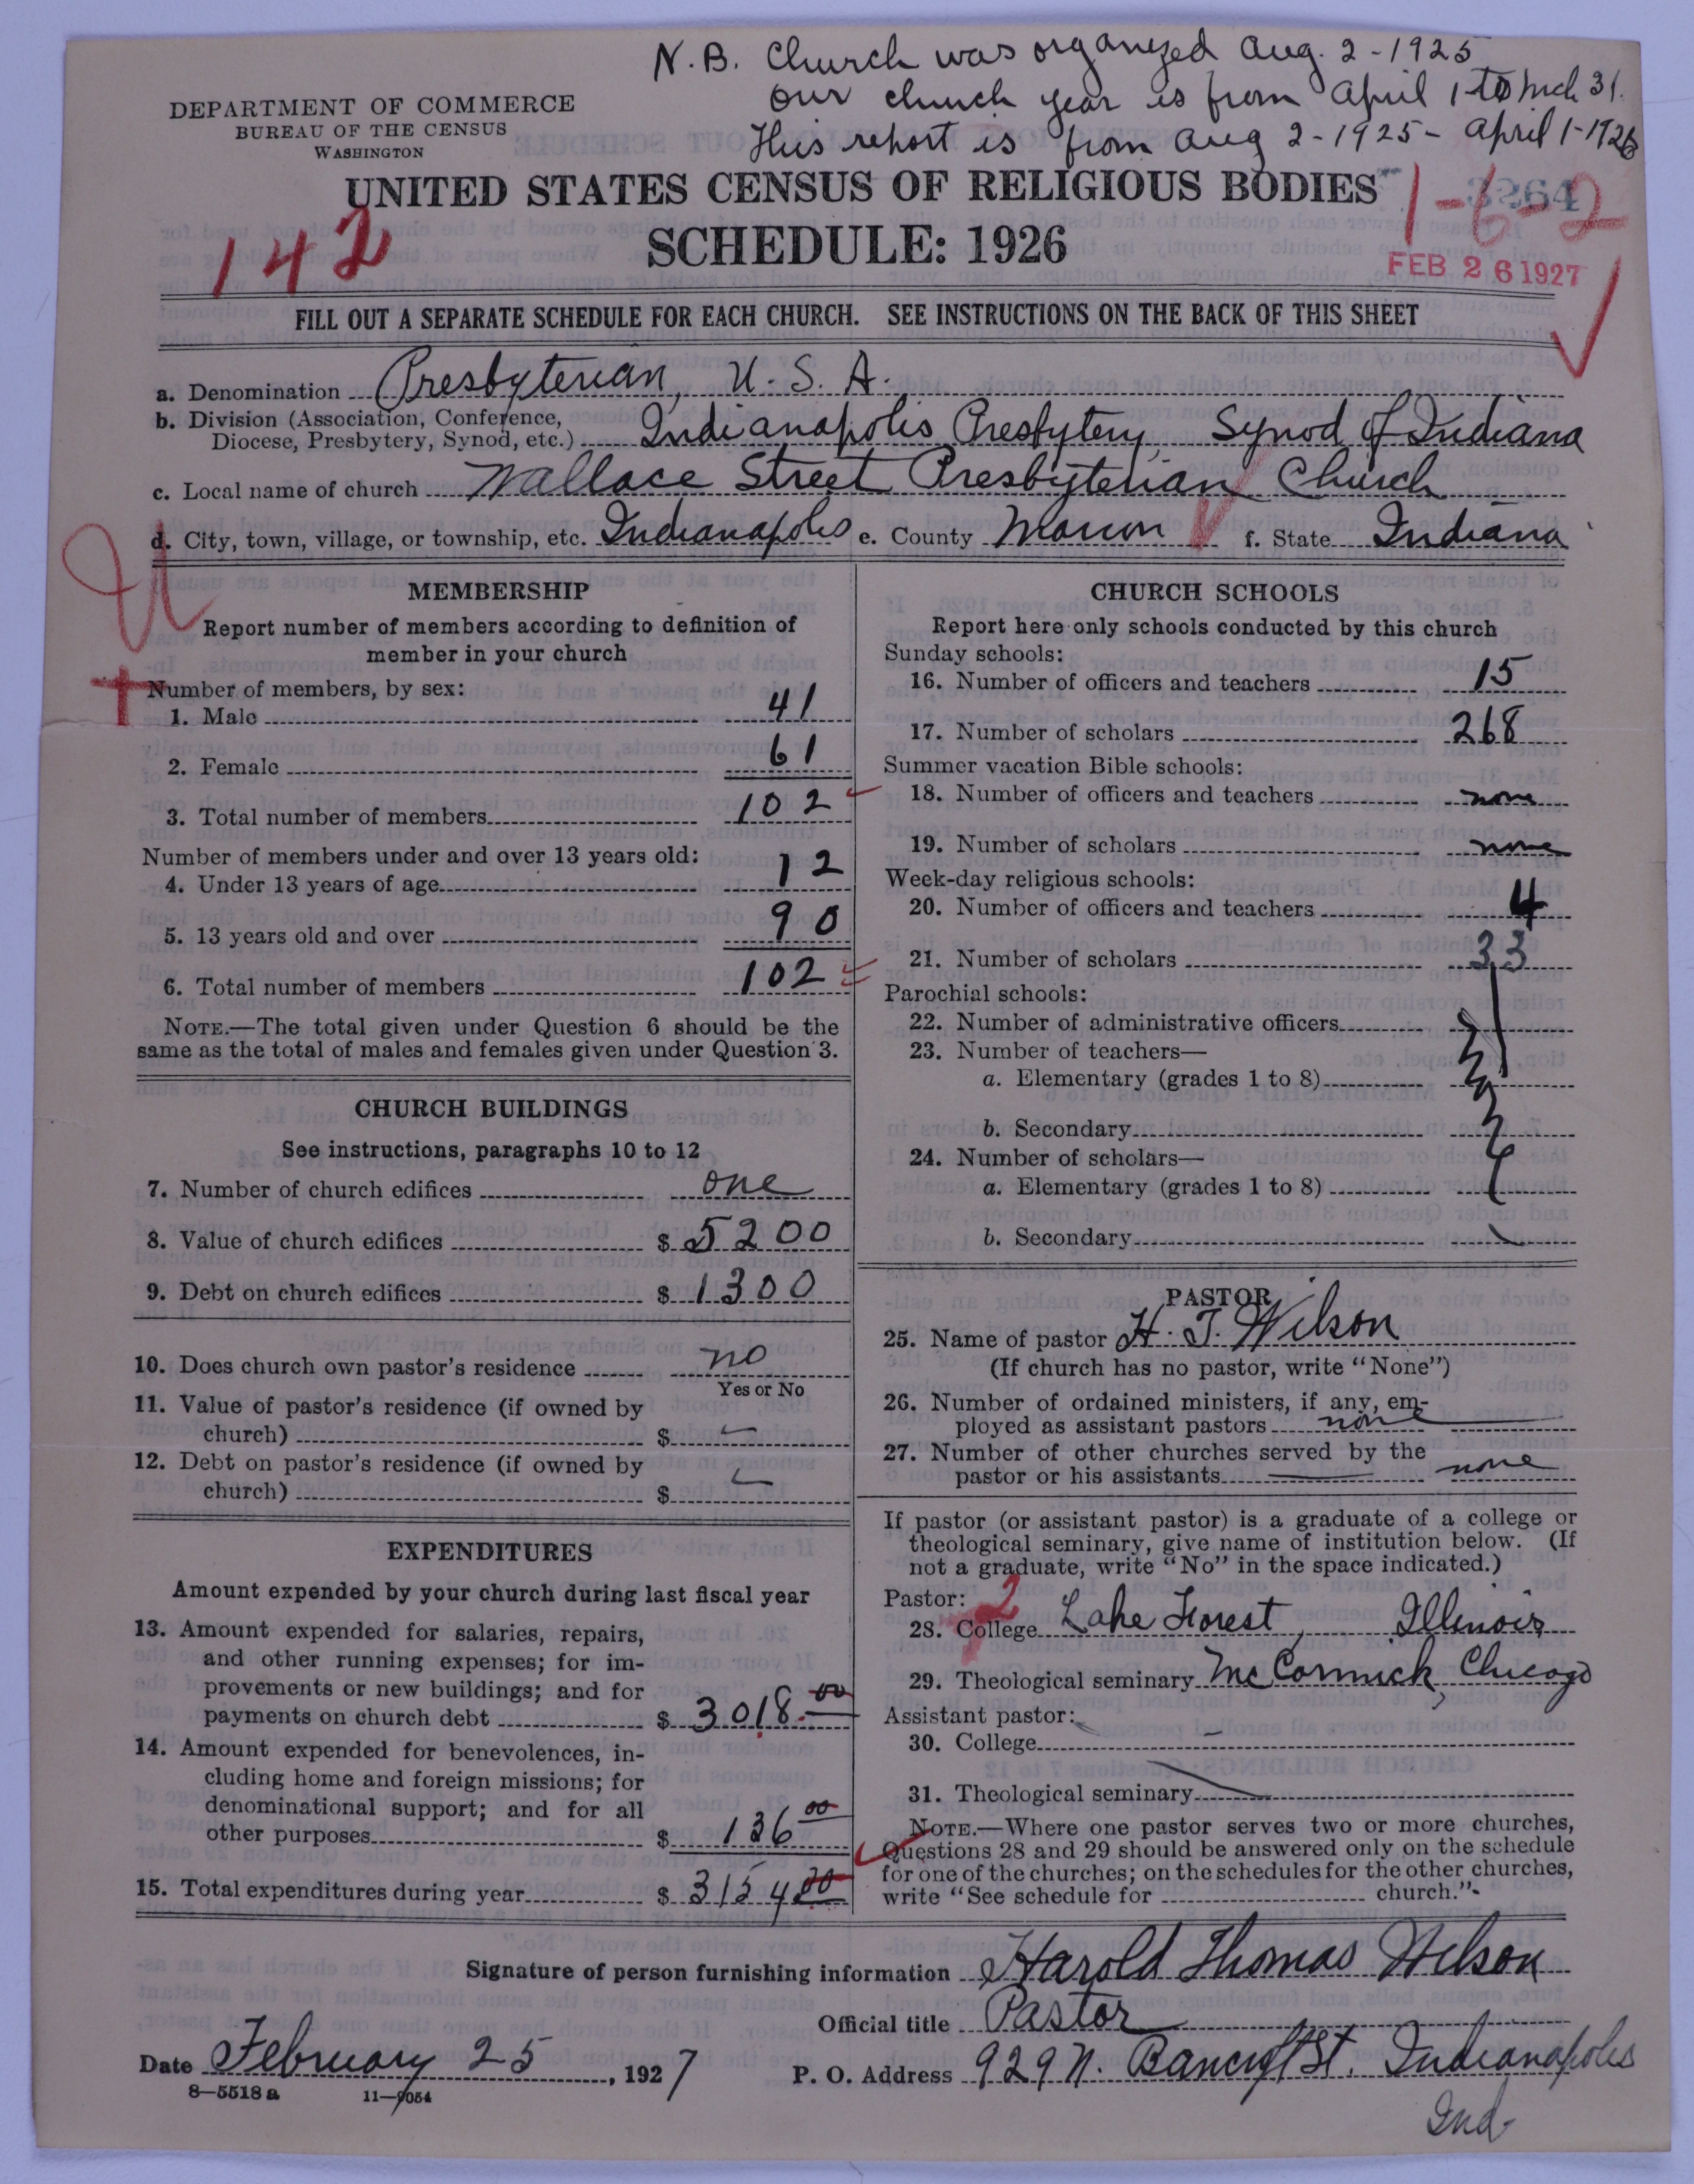 N.B. Church was organized Aug. 2 - 1925
Our church year is from April 1 to Mch 31.
This report is from Aug 2-1925 - April 1-1926
DEPARTMENT OF COMMERCE
BUREAU OF THE CENSUS
WASHINGTON
UNITED STATES CENSUS OF RELIGIOUS BODIES
3264
1-6-2
142
SCHEDULE: 1926
FEB 26 1927
FILL OUT A SEPARATE SCHEDULE FOR EACH CHURCH. SEE INSTRUCTIONS ON THE BACK OF THIS SHEET
a. Denomination Presbyterian, U. S. A.
b. Division (Association, Conference,
Diocese, Presbytery, Synod, etc.) Indianapolis Presbytery, Synod of Indiana
c. Local name of church Wallace Street Presbyterian Church
d. City, town, village, or township, etc. Indianapolis e. County Marion f. State Indiana
MEMBERSHIP
Report number of members according to definition of
member in your church
Number of members, by sex:
1. Male 41
2. Female 61
3. Total number of members 102
Number of members under and over 13 years old:
4. Under 13 years of age 12
5. 13 years old and over 90
6. Total number of members 102
NOTE.—The total given under Question 6 should be the
same as the total of males and females given under Question 3.
CHURCH BUILDINGS
See instructions, paragraphs 10 to 12
7. Number of church edifices one
8. Value of church edifices $ 5200
9. Debt on church edifices $ 1300
10. Does church own pastor's residence no
Yes or No
11. Value of pastor's residence (if owned by
church) $
12. Debt on pastor's residence (if owned by
church) $
EXPENDITURES
Amount expended by your church during last fiscal year
13. Amount expended for salaries, repairs,
and other running expenses; for im-
provements or new buildings; and for
payments on church debt $ 3018.00
14. Amount expended for benevolences, in-
cluding home and foreign missions; for
denominational support; and for all
other purposes $ 136 00
15. Total expenditures during year $ 3154 00
CHURCH SCHOOLS
Report here only schools conducted by this church
Sunday schools:
16. Number of officers and teachers 15
17. Number of scholars 268
Summer vacation Bible schools:
18. Number of officers and teachers none
19. Number of scholars none
Week-day religious schools:
20. Number of officers and teachers 4
21. Number of scholars 33
Parochial schools:
22. Number of administrative officers
23. Number of teachers—
a. Elementary (grades 1 to 8)
b. Secondary
24. Number of scholars—
a. Elementary (grades 1 to 8)
b. Secondary
PASTOR
25. Name of pastor H. T. Wilson
(If church has no pastor, write "None")
26. Number of ordained ministers, if any, em-
ployed as assistant pastors none
27. Number of other churches served by the
pastor or his assistants none
If pastor (or assistant pastor) is a graduate of a college or
theological seminary, give name of institution below. (If
not a graduate, write "No" in the space indicated.)
Pastor: 2
28. College Lake Forest, Illinois
29. Theological seminary McCormick, Chicago
Assistant pastor:
30. College
31. Theological seminary
NOTE.—Where one pastor serves two or more churches,
Questions 28 and 29 should be answered only on the schedule
for one of the churches; on the schedules for the other churches,
write "See schedule for church."
Signature of person furnishing information Harold Thomas Wilson
Official title Pastor
Date February 25, 1927 P. O. Address 929 N. Bancroft St. Indianapolis
Ind.
8—5518a 11—9054